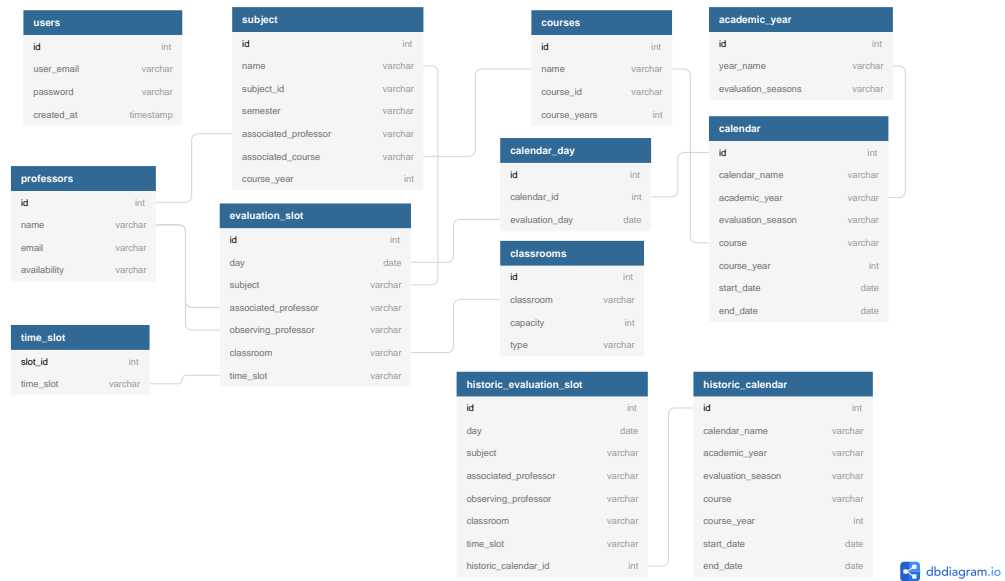 users
id int
user_email varchar
password varchar
created_at timestamp
subject
id int
name varchar
subject_id varchar
semester varchar
associated_professor varchar
associated_course varchar
course_year int
courses
id int
name varchar
course_id varchar
course_years int
academic_year
id int
year_name varchar
evaluation_seasons varchar
calendar
id int
calendar_name varchar
academic_year varchar
evaluation_season varchar
course varchar
course_year int
start_date date
end_date date
calendar_day
id int
calendar_id int
evaluation_day date
professors
id int
name varchar
email varchar
availability varchar
evaluation_slot
id int
day date
subject varchar
associated_professor varchar
observing_professor varchar
classroom varchar
time_slot varchar
classrooms
id int
classroom varchar
capacity int
type varchar
time_slot
slot_id int
time_slot varchar
historic_evaluation_slot
id int
day date
subject varchar
associated_professor varchar
observing_professor varchar
classroom varchar
time_slot varchar
historic_calendar_id int
historic_calendar
id int
calendar_name varchar
academic_year varchar
evaluation_season varchar
course varchar
course_year int
start_date date
end_date date
dbdiagram.io